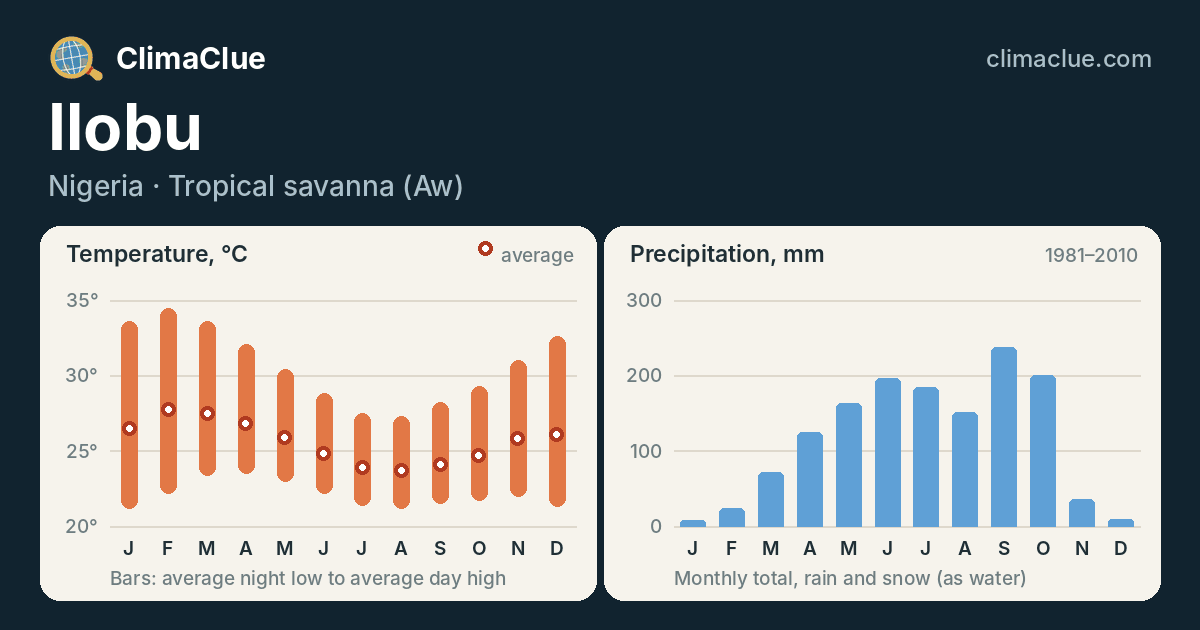 ClimaClue
climaclue.com
Ilobu
Nigeria · Tropical savanna (Aw)
Temperature, °C
average
35°
30°
25°
20°
J F M A M J J A S O N D
Bars: average night low to average day high
Precipitation, mm
1981–2010
300
200
100
0
J F M A M J J A S O N D
Monthly total, rain and snow (as water)